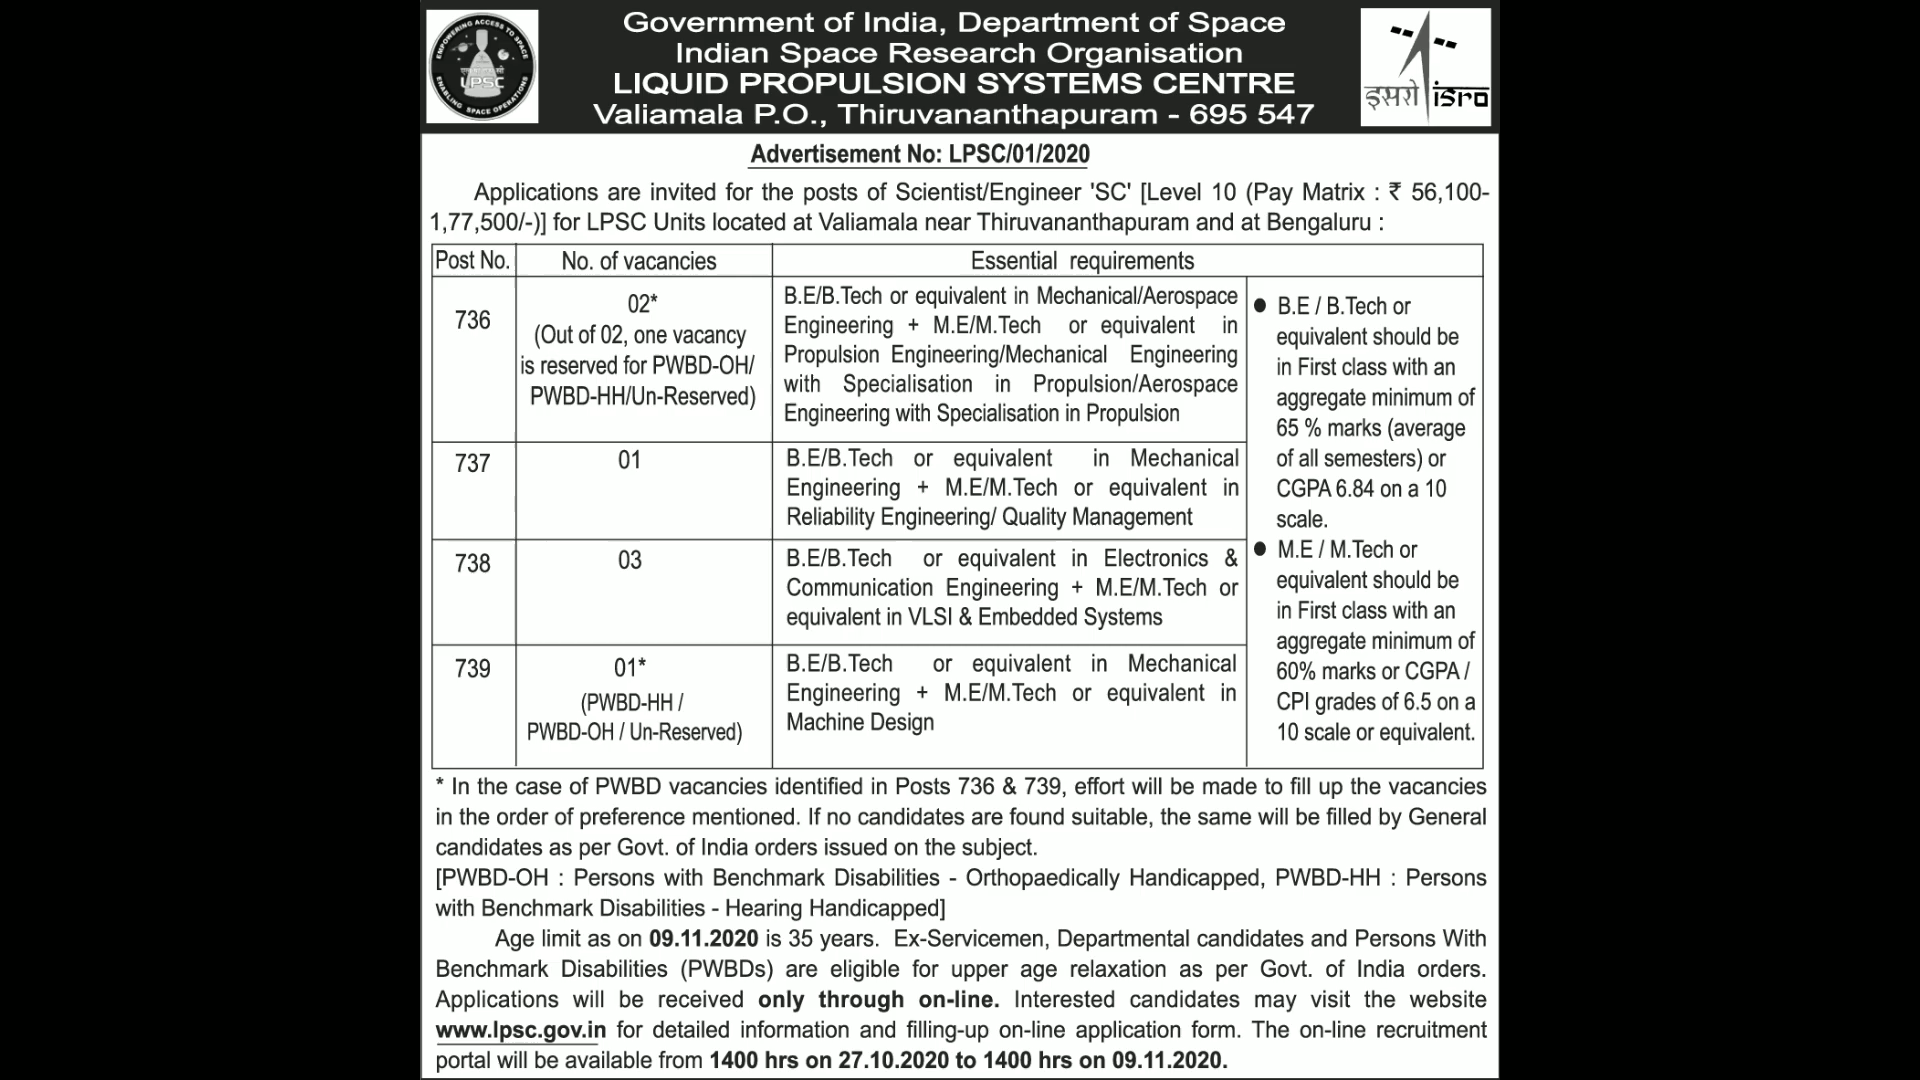 EMPOWERING ACCESS TO SPACE
LPSC
ENABLING SPACE OPERATIONS
Government of India, Department of Space
Indian Space Research Organisation
LIQUID PROPULSION SYSTEMS CENTRE
Valiamala P.O., Thiruvananthapuram - 695 547
इसरो isro
Advertisement No: LPSC/01/2020
Applications are invited for the posts of Scientist/Engineer 'SC' [Level 10 (Pay Matrix : ₹ 56,100-
1,77,500/-)] for LPSC Units located at Valiamala near Thiruvananthapuram and at Bengaluru :
Post No. No. of vacancies Essential requirements
736
02*
(Out of 02, one vacancy
is reserved for PWBD-OH/
PWBD-HH/Un-Reserved)
B.E/B.Tech or equivalent in Mechanical/Aerospace
Engineering + M.E/M.Tech or equivalent in
Propulsion Engineering/Mechanical Engineering
with Specialisation in Propulsion/Aerospace
Engineering with Specialisation in Propulsion
737
01
B.E/B.Tech or equivalent in Mechanical
Engineering + M.E/M.Tech or equivalent in
Reliability Engineering/ Quality Management
738
03
B.E/B.Tech or equivalent in Electronics &
Communication Engineering + M.E/M.Tech or
equivalent in VLSI & Embedded Systems
739
01*
(PWBD-HH /
PWBD-OH / Un-Reserved)
B.E/B.Tech or equivalent in Mechanical
Engineering + M.E/M.Tech or equivalent in
Machine Design
● B.E / B.Tech or
equivalent should be
in First class with an
aggregate minimum of
65 % marks (average
of all semesters) or
CGPA 6.84 on a 10
scale.
● M.E / M.Tech or
equivalent should be
in First class with an
aggregate minimum of
60% marks or CGPA /
CPI grades of 6.5 on a
10 scale or equivalent.
* In the case of PWBD vacancies identified in Posts 736 & 739, effort will be made to fill up the vacancies
in the order of preference mentioned. If no candidates are found suitable, the same will be filled by General
candidates as per Govt. of India orders issued on the subject.
[PWBD-OH : Persons with Benchmark Disabilities - Orthopaedically Handicapped, PWBD-HH : Persons
with Benchmark Disabilities - Hearing Handicapped]
Age limit as on 09.11.2020 is 35 years. Ex-Servicemen, Departmental candidates and Persons With
Benchmark Disabilities (PWBDs) are eligible for upper age relaxation as per Govt. of India orders.
Applications will be received only through on-line. Interested candidates may visit the website
www.lpsc.gov.in for detailed information and filling-up on-line application form. The on-line recruitment
portal will be available from 1400 hrs on 27.10.2020 to 1400 hrs on 09.11.2020.